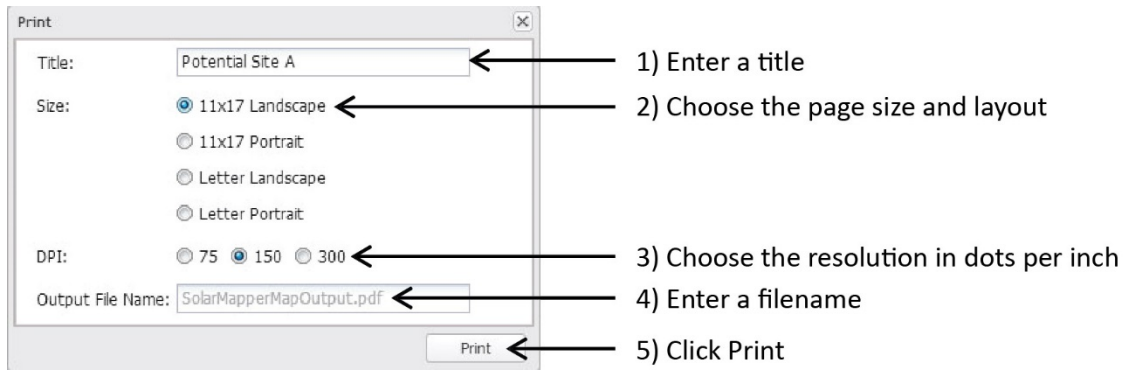 Print
Title: Potential Site A 1) Enter a title
Size: 11x17 Landscape 2) Choose the page size and layout
11x17 Portrait
Letter Landscape
Letter Portrait
DPI: 75 150 300 3) Choose the resolution in dots per inch
Output File Name: SolarMapperMapOutput.pdf 4) Enter a filename
Print 5) Click Print